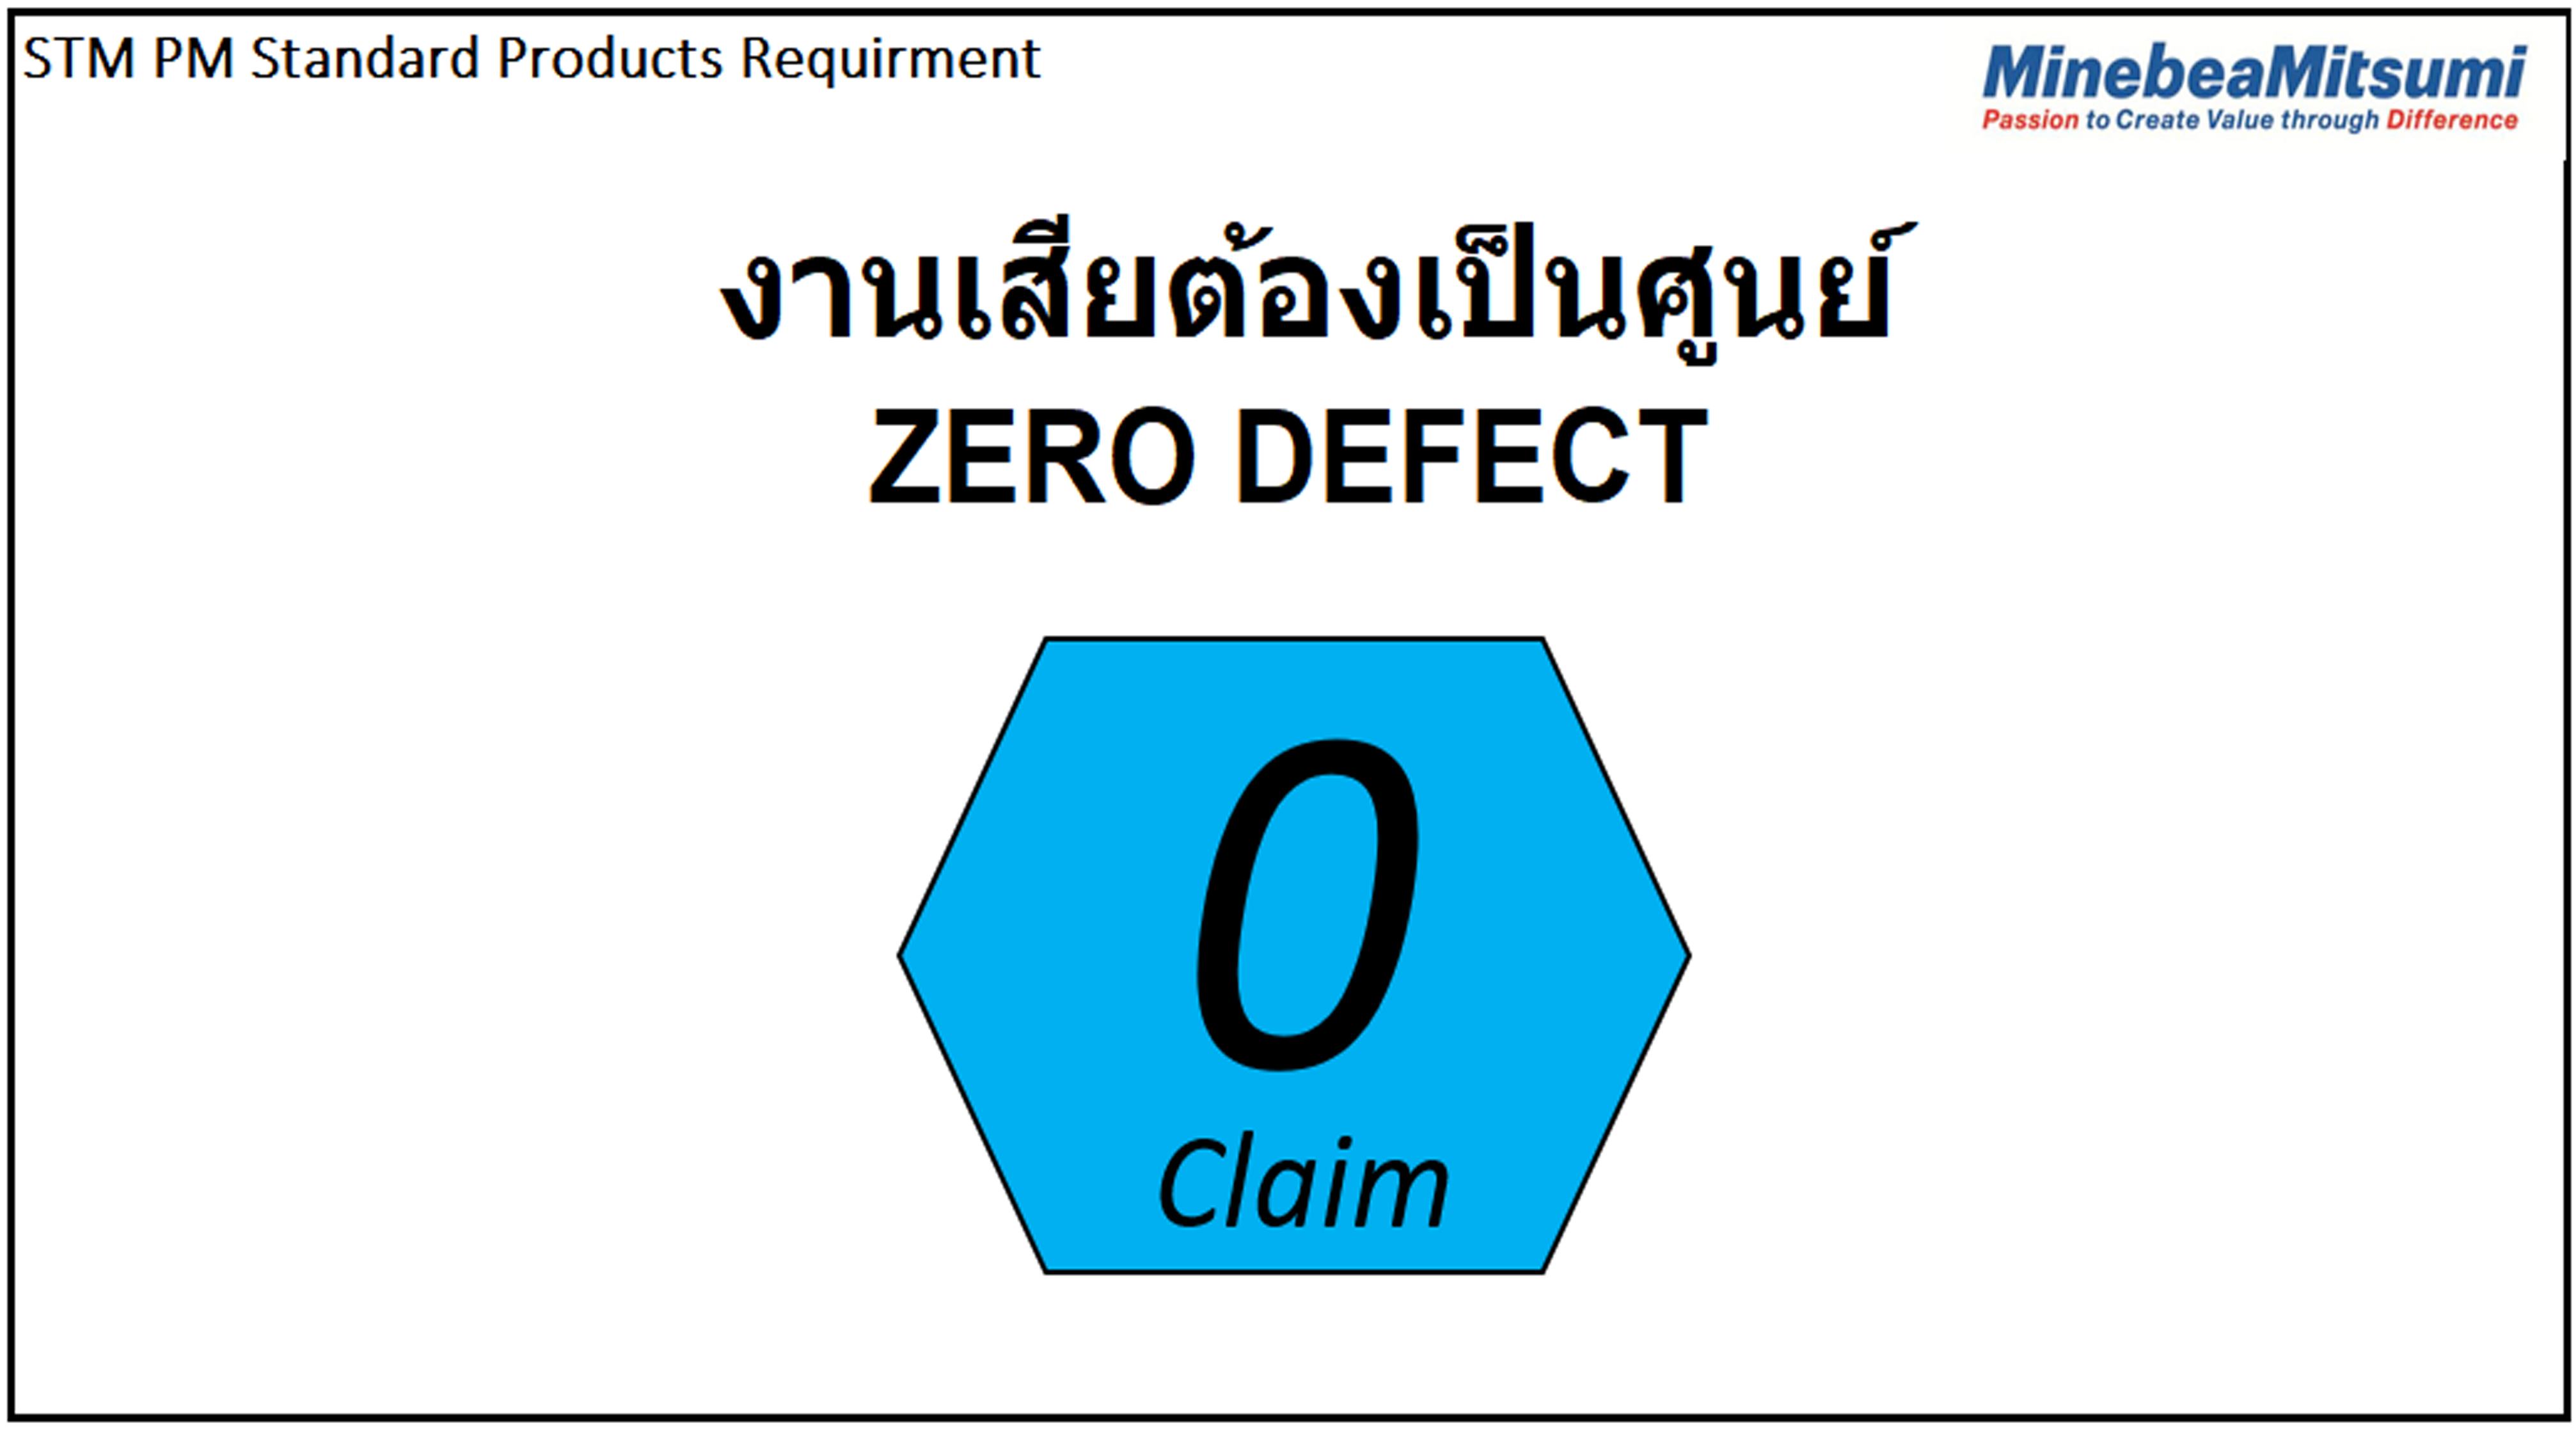 STM PM Standard Products Requirment
MinebeaMitsumi
Passion to Create Value through Difference
งานเสียต้องเป็นศูนย์
ZERO DEFECT
0
Claim